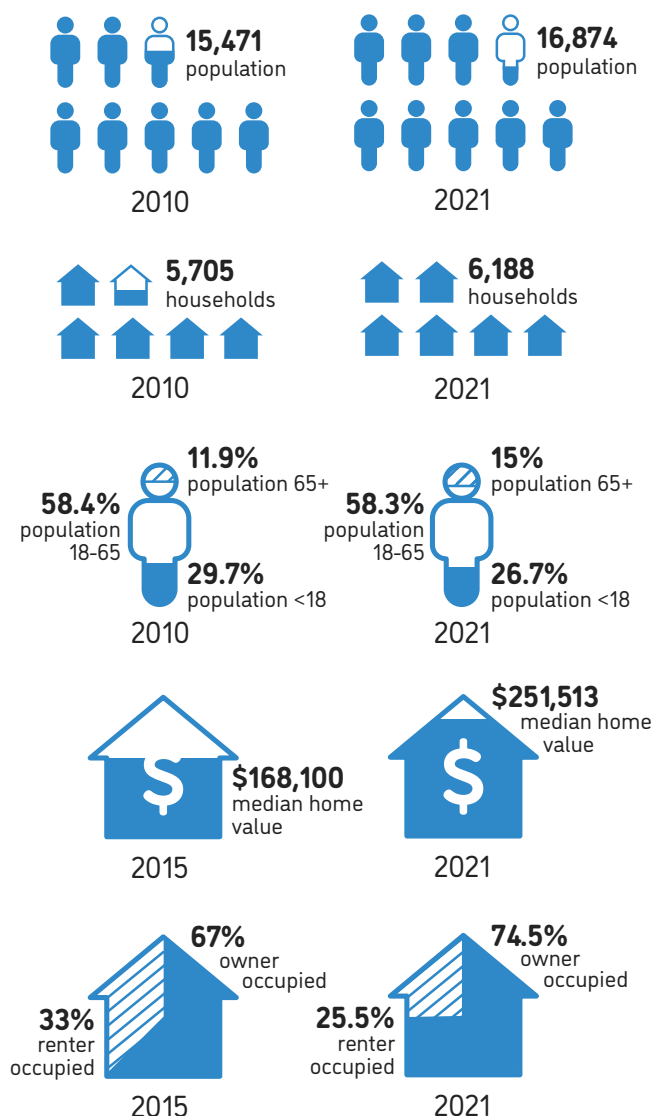 15,471
population
2010
16,874
population
2021
5,705
households
2010
6,188
households
2021
11.9%
population 65+
58.4%
population
18-65
29.7%
population <18
2010
15%
population 65+
58.3%
population
18-65
26.7%
population <18
2021
$
$168,100
median home
value
2015
$251,513
median home
value
$
2021
67%
owner
occupied
33%
renter
occupied
2015
74.5%
owner
occupied
25.5%
renter
occupied
2021